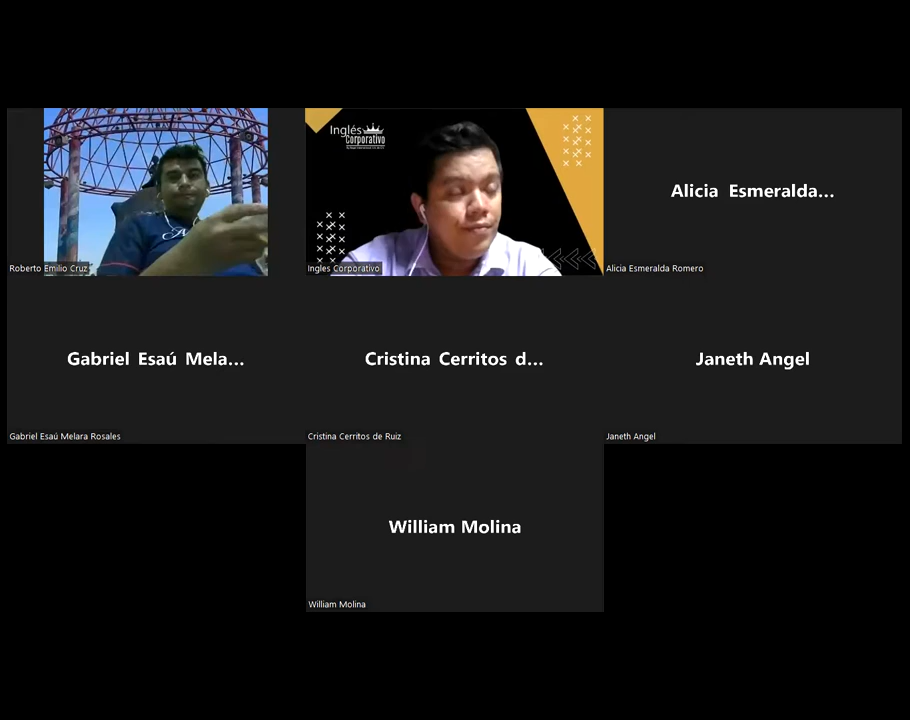 Inglés
Corporativo
Roberto Emilio Cruz
Ingles Corporativo
Alicia Esmeralda...
Alicia Esmeralda Romero
Gabriel Esaú Mela...
Gabriel Esaú Melara Rosales
Cristina Cerritos d...
Cristina Cerritos de Ruiz
Janeth Angel
Janeth Angel
William Molina
William Molina